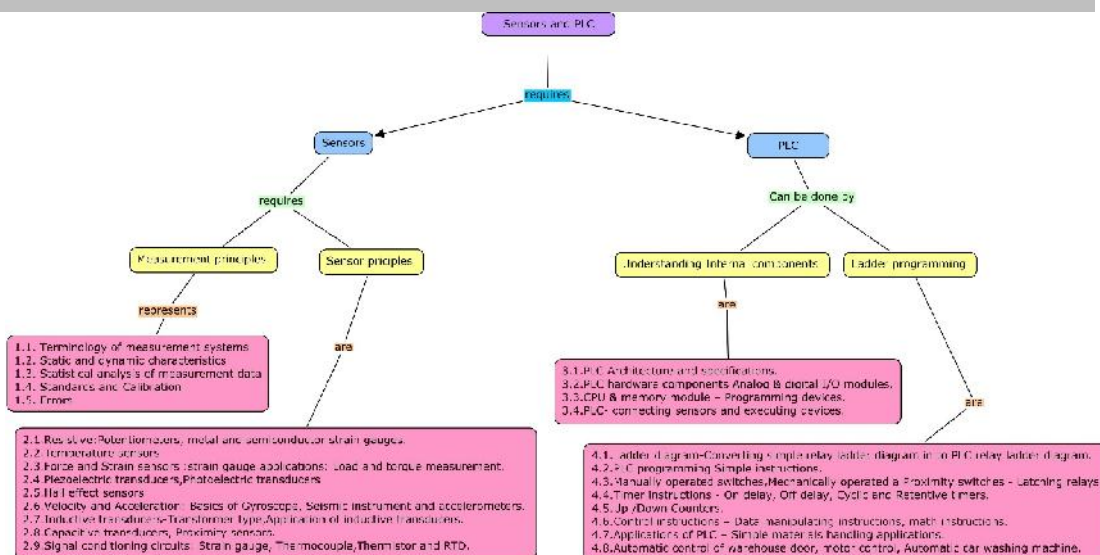 Sensors and PLC
requires
Sensors
PLC
requires
Can be done by
Measurement principles
Sensor priciples
Understanding Internal components
Ladder programming
represents
are
are
are
1.1. Terminology of measurement systems
1.2. Static and dynamic characteristics
1.3. Statistical analysis of measurement data
1.4. Standards and Calibration
1.5. Errors
2.1.Resistive:Potentiometers, metal and semiconductor strain gauges.
2.2.Temperature sensors
2.3.Force and Strain sensors :strain gauge applications: Load and torque measurement.
2.4.Piezoelectric transducers,Photoelectric transducers
2.5.Hall effect sensors
2.6.Velocity and Acceleration: Basics of Gyroscope, Seismic instrument and accelerometers.
2.7.Inductive transducers-Transformer type,Application of inductive transducers.
2.8.Capacitive transducers, Proximity sensors.
2.9.Signal conditioning circuits: Strain gauge, Thermocouple,Thermistor and RTD.
3.1.PLC Architecture and specifications.
3.2.PLC hardware components Analog & digital I/O modules.
3.3.CPU & memory module – Programming devices.
3.4.PLC- connecting sensors and executing devices.
4.1.Ladder diagram-Converting simple relay ladder diagram in to PLC relay ladder diagram.
4.2.PLC programming Simple instructions.
4.3.Manually operated switches,Mechanically operated a Proximity switches - Latching relays
4.4.Timer instructions - On delay, Off delay, Cyclic and Retentive timers.
4.5.Up /Down Counters.
4.6.Control instructions – Data manipulating instructions, math instructions.
4.7.Applications of PLC – Simple materials handling applications.
4.8.Automatic control of warehouse door, motor control, Automatic car washing machine.